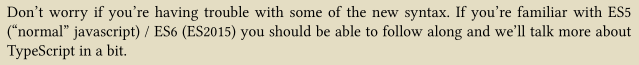 Don’t worry if you’re having trouble with some of the new syntax. If you’re familiar with ES5
(“normal” javascript) / ES6 (ES2015) you should be able to follow along and we’ll talk more about
TypeScript in a bit.